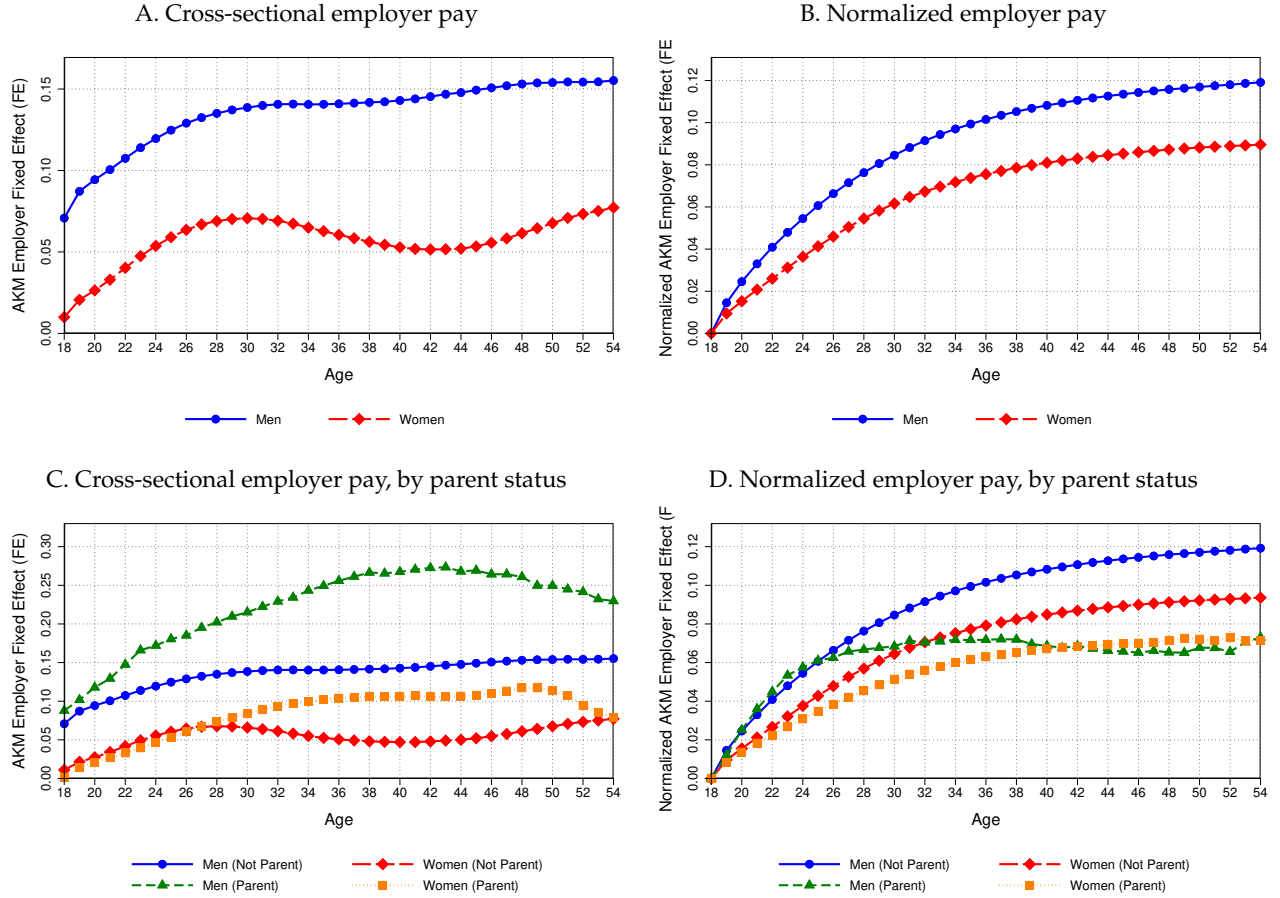 A. Cross-sectional employer pay
AKM Employer Fixed Effect (FE)
0.15
0.10
0.05
0.00
18 20 22 24 26 28 30 32 34 36 38 40 42 44 46 48 50 52 54
Age
Men Women
B. Normalized employer pay
Normalized AKM Employer Fixed Effect (FE
0.12
0.10
0.08
0.06
0.04
0.02
0.00
18 20 22 24 26 28 30 32 34 36 38 40 42 44 46 48 50 52 54
Age
Men Women
C. Cross-sectional employer pay, by parent status
AKM Employer Fixed Effect (FE)
0.30
0.25
0.20
0.15
0.10
0.05
0.00
18 20 22 24 26 28 30 32 34 36 38 40 42 44 46 48 50 52 54
Age
Men (Not Parent) Women (Not Parent)
Men (Parent) Women (Parent)
D. Normalized employer pay, by parent status
Normalized AKM Employer Fixed Effect (F
0.12
0.10
0.08
0.06
0.04
0.02
0.00
18 20 22 24 26 28 30 32 34 36 38 40 42 44 46 48 50 52 54
Age
Men (Not Parent) Women (Not Parent)
Men (Parent) Women (Parent)